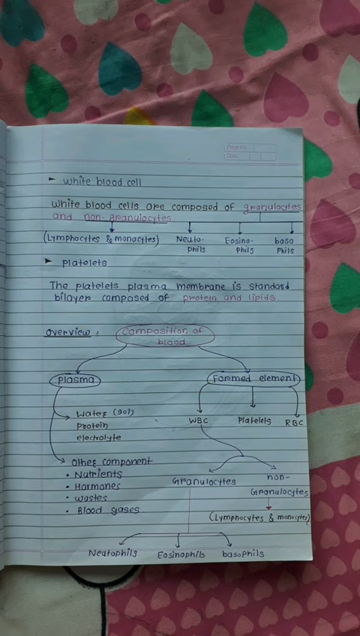 ➤ White blood cell
White blood cells are composed of granulocytes
and non-granulocytes
(Lymphocytes & monocytes) Neuto- Eosino- baso
phils phils phils
➤ platelets
The platelets plasma membrane is standard
bilayer composed of protein and lipids
Overview : Composition of
blood
Plasma Formed element
Water (90%)
Protein
electrolyte
WBC Platelets RBC
Other component
• Nutrients
• Hormones
• Wastes
• Blood gases
Granulocytes non-
Granulocytes
(Lymphocytes & monocytes)
Neutophils Eosinophils basophils